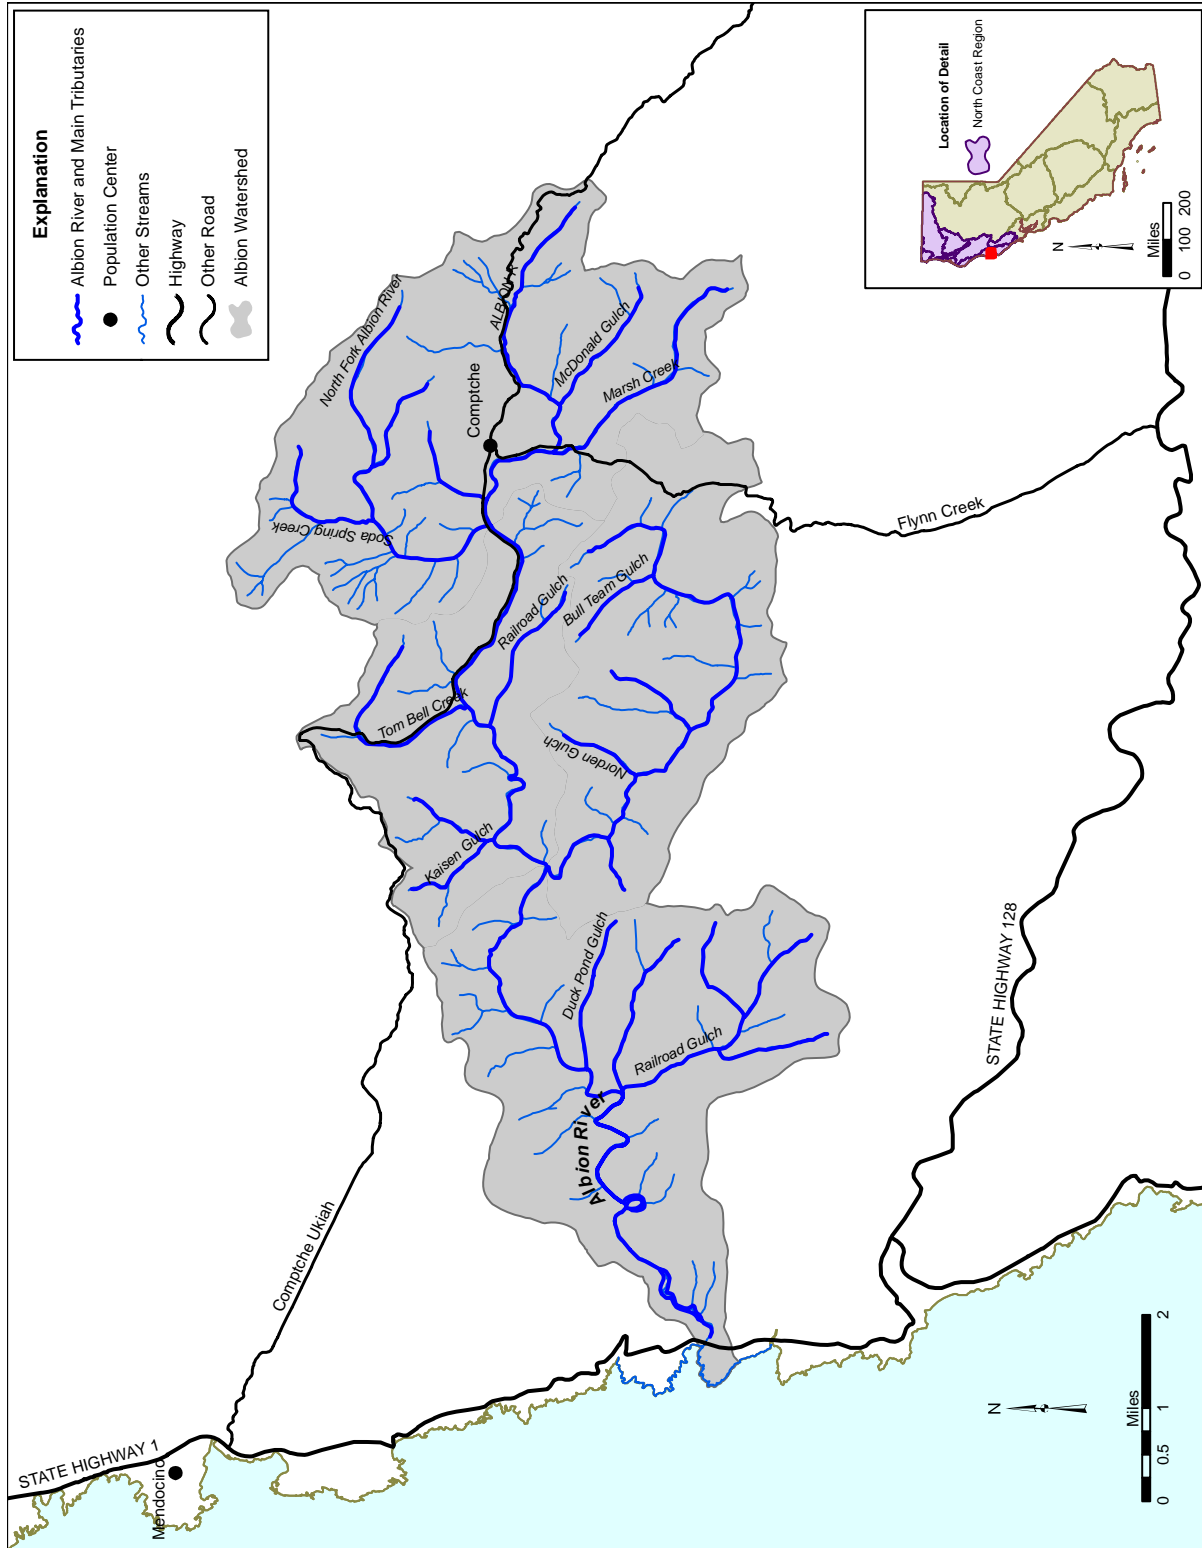 Explanation
Albion River and Main Tributaries
Population Center
Other Streams
Highway
Other Road
Albion Watershed
Location of Detail
North Coast Region
N
Miles
0 100 200
North Fork Albion River
ALBION R
Comptche
McDonald Gulch
Marsh Creek
Soda Spring Creek
Railroad Gulch
Bull Team Gulch
Tom Bell Creek
Norden Gulch
Kaisen Gulch
Duck Pond Gulch
Railroad Gulch
Albion River
Flynn Creek
STATE HIGHWAY 128
Comptche Ukiah
STATE HIGHWAY 1
Mendocino
N
Miles
0 0.5 1 2